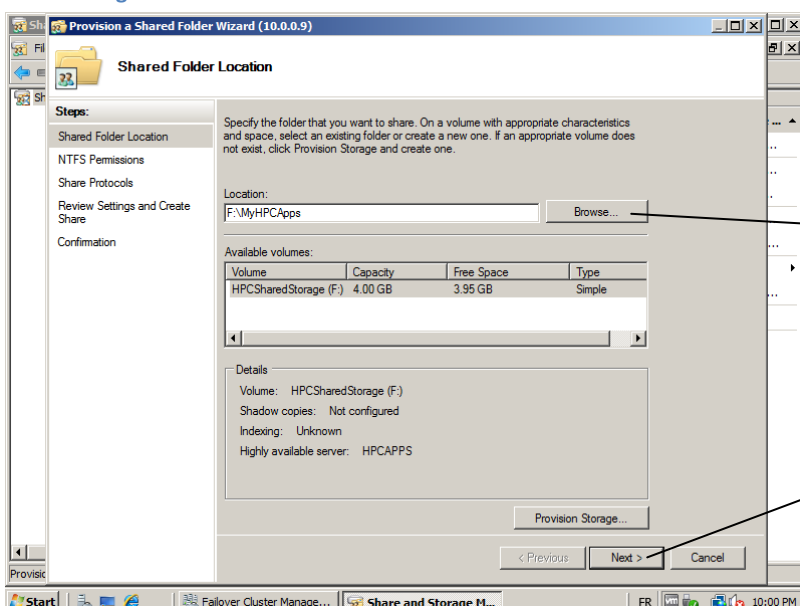 Provision a Shared Folder Wizard (10.0.0.9)
Shared Folder Location
Steps:
Shared Folder Location
NTFS Permissions
Share Protocols
Review Settings and Create
Share
Confirmation
Specify the folder that you want to share. On a volume with appropriate characteristics
and space, select an existing folder or create a new one. If an appropriate volume does
not exist, click Provision Storage and create one.
Location:
F:\MyHPCApps
Browse...
Available volumes:
Volume Capacity Free Space Type
HPCSharedStorage (F:) 4.00 GB 3.95 GB Simple
Details
Volume: HPCSharedStorage (F:)
Shadow copies: Not configured
Indexing: Unknown
Highly available server: HPCAPPS
Provision Storage...
< Previous Next > Cancel
Start Failover Cluster Manage... Share and Storage M... FR 10:00 PM